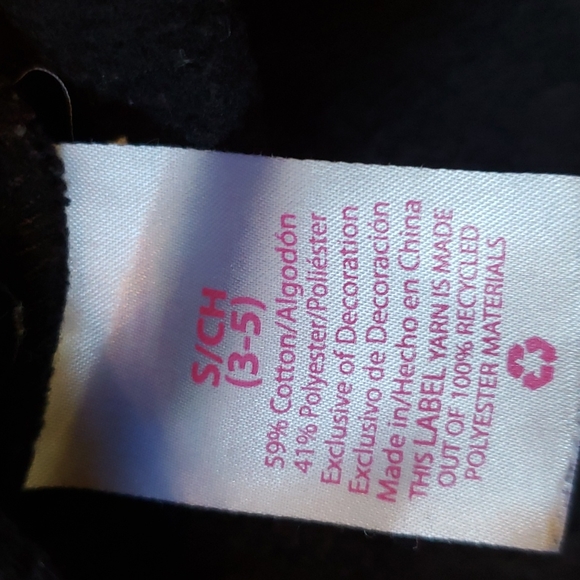 S/CH
(3-5)
59% Cotton/Algodón
41% Polyester/Poliéster
Exclusive of Decoration
Exclusivo de Decoración
Made in/Hecho en China
THIS LABEL YARN IS MADE
OUT OF 100% RECYCLED
POLYESTER MATERIALS